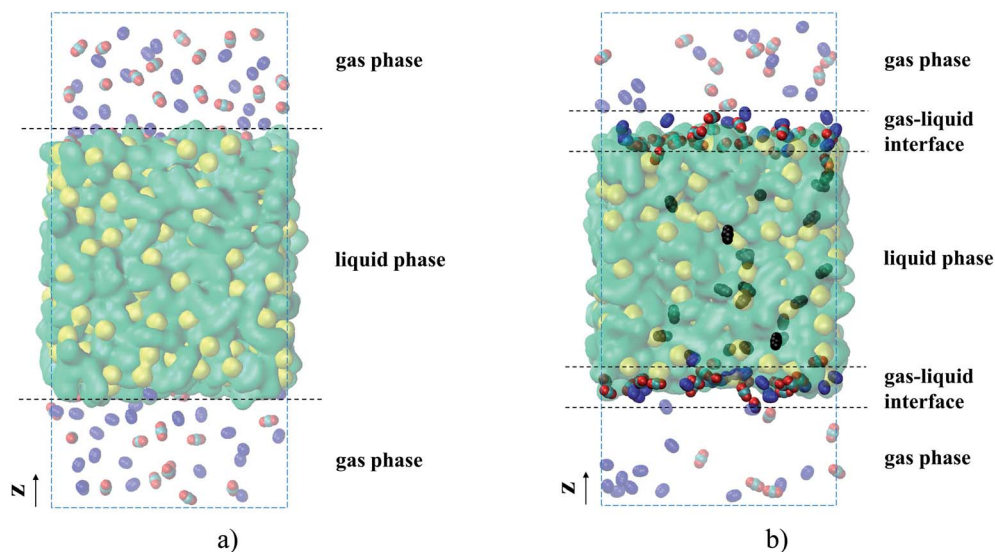 gas phase
liquid phase
gas phase
z
a)
gas phase
gas-liquid
interface
liquid phase
gas-liquid
interface
gas phase
z
b)